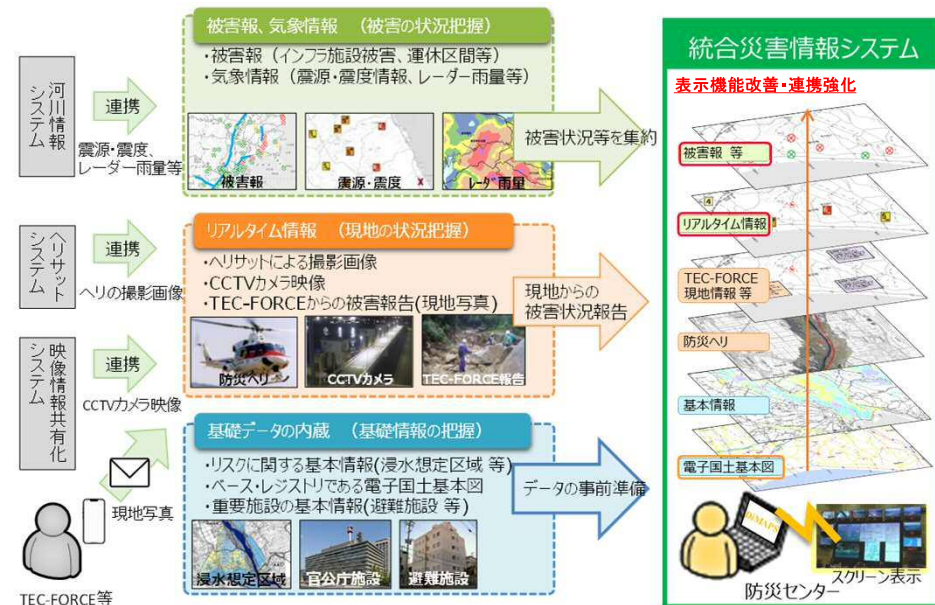 河川情報
システム
連携
震源・震度、
レーダー雨量等
ヘリサット
システム
連携
ヘリの撮影画像
映像情報共有化
システム
連携
CCTVカメラ映像
現地写真
TEC-FORCE等
被害報、気象情報　（被害の状況把握）
・被害報（インフラ施設被害、運休区間等）
・気象情報（震源・震度情報、レーダー雨量等）
被害報
震源・震度
レーダ雨量
被害状況等を集約
リアルタイム情報　（現地の状況把握）
・ヘリサットによる撮影画像
・CCTVカメラ映像
・TEC-FORCEからの被害報告(現地写真)
防災ヘリ
CCTVカメラ
TEC-FORCE報告
現地からの
被害状況報告
基礎データの内蔵　（基礎情報の把握）
・リスクに関する基本情報(浸水想定区域 等)
・ベース・レジストリである電子国土基本図
・重要施設の基本情報(避難施設 等)
浸水想定区域
官公庁施設
避難施設
データの事前準備
統合災害情報システム
表示機能改善・連携強化
被害報 等
リアルタイム情報
TEC-FORCE
現地情報 等
防災ヘリ
基本情報
電子国土基本図
DiMAPS
スクリーン表示
防災センター